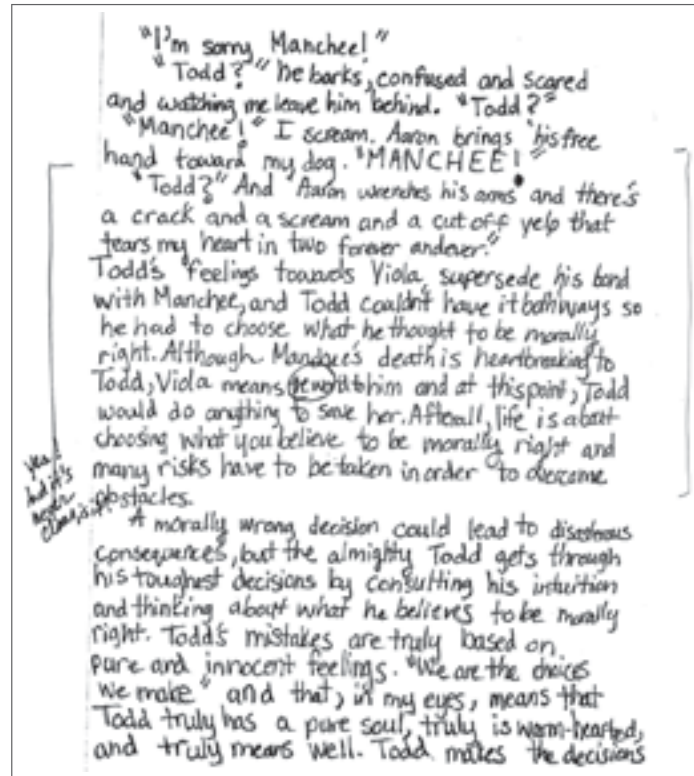 "I'm sorry Manchee!"
"Todd?" he barks, confused and scared
and watching me leave him behind. "Todd?"
"Manchee!" I scream. Aaron brings his free
hand toward my dog. "MANCHEE!"
"Todd?" And Aaron wrenches his arms and there's
a crack and a scream and a cut off yelp that
tears my heart in two forever and ever."
Todd's feelings towards Viola, supersede his bond
with Manchee, and Todd couldn't have it both ways so
he had to choose what he thought to be morally
right. Although Manchee's death is heartbreaking to
Todd, Viola means to him and at this point, Todd
would do anything to save her. Afterall, life is about
choosing what you believe to be morally right and
many risks have to be taken in order to overcome
obstacles.
yes!
but it's
never
A morally wrong decision could lead to disastrous
consequences, but the almighty Todd gets through
his toughest decisions by consulting his intuition
and thinking about what he believes to be morally
right. Todd's mistakes are truly based on
pure and innocent feelings. "We are the choices
we make" and that, in my eyes, means that
Todd truly has a pure soul, truly is warm-hearted,
and truly means well. Todd makes the decisions